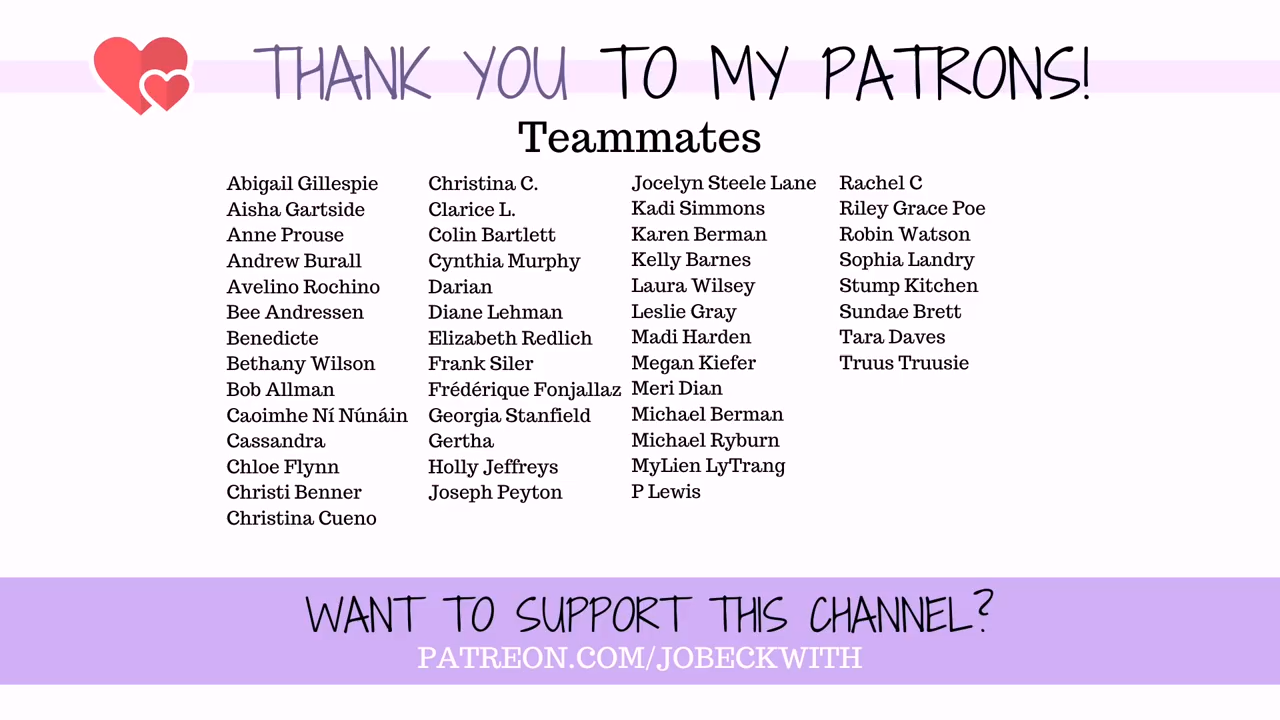 THANK YOU TO MY PATRONS!
Teammates
Abigail Gillespie
Aisha Gartside
Anne Prouse
Andrew Burall
Avelino Rochino
Bee Andressen
Benedicte
Bethany Wilson
Bob Allman
Caoimhe Ní Núnáin
Cassandra
Chloe Flynn
Christi Benner
Christina Cueno
Christina C.
Clarice L.
Colin Bartlett
Cynthia Murphy
Darian
Diane Lehman
Elizabeth Redlich
Frank Siler
Frédérique Fonjallaz
Georgia Stanfield
Gertha
Holly Jeffreys
Joseph Peyton
Jocelyn Steele Lane
Kadi Simmons
Karen Berman
Kelly Barnes
Laura Wilsey
Leslie Gray
Madi Harden
Megan Kiefer
Meri Dian
Michael Berman
Michael Ryburn
MyLien LyTrang
P Lewis
Rachel C
Riley Grace Poe
Robin Watson
Sophia Landry
Stump Kitchen
Sundae Brett
Tara Daves
Truus Truusie
WANT TO SUPPORT THIS CHANNEL?
PATREON.COM/JOBECKWITH